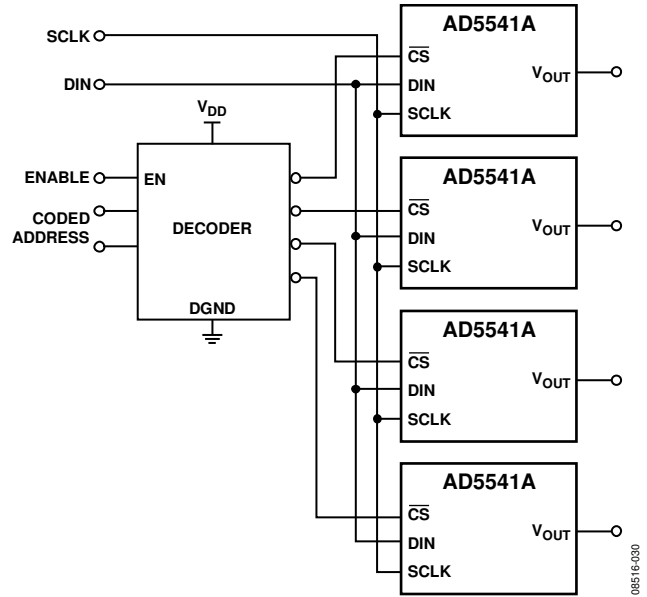 SCLK
DIN
VDD
ENABLE
EN
CODED
ADDRESS
DECODER
DGND
AD5541A
CS
DIN
SCLK
VOUT
AD5541A
CS
DIN
SCLK
VOUT
AD5541A
CS
DIN
SCLK
VOUT
AD5541A
CS
DIN
SCLK
VOUT
08516-030